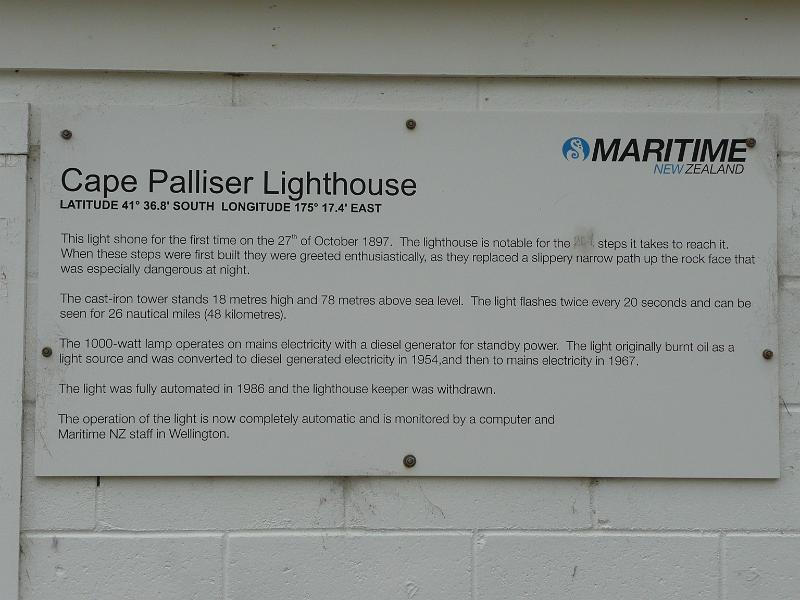 MARITIME
NEW ZEALAND
Cape Palliser Lighthouse
LATITUDE 41° 36.8' SOUTH LONGITUDE 175° 17.4' EAST
This light shone for the first time on the 27th of October 1897. The lighthouse is notable for the steps it takes to reach it.
When these steps were first built they were greeted enthusiastically, as they replaced a slippery narrow path up the rock face that
was especially dangerous at night.
The cast-iron tower stands 18 metres high and 78 metres above sea level. The light flashes twice every 20 seconds and can be
seen for 26 nautical miles (48 kilometres).
The 1000-watt lamp operates on mains electricity with a diesel generator for standby power. The light originally burnt oil as a
light source and was converted to diesel generated electricity in 1954,and then to mains electricity in 1967.
The light was fully automated in 1986 and the lighthouse keeper was withdrawn.
The operation of the light is now completely automatic and is monitored by a computer and
Maritime NZ staff in Wellington.